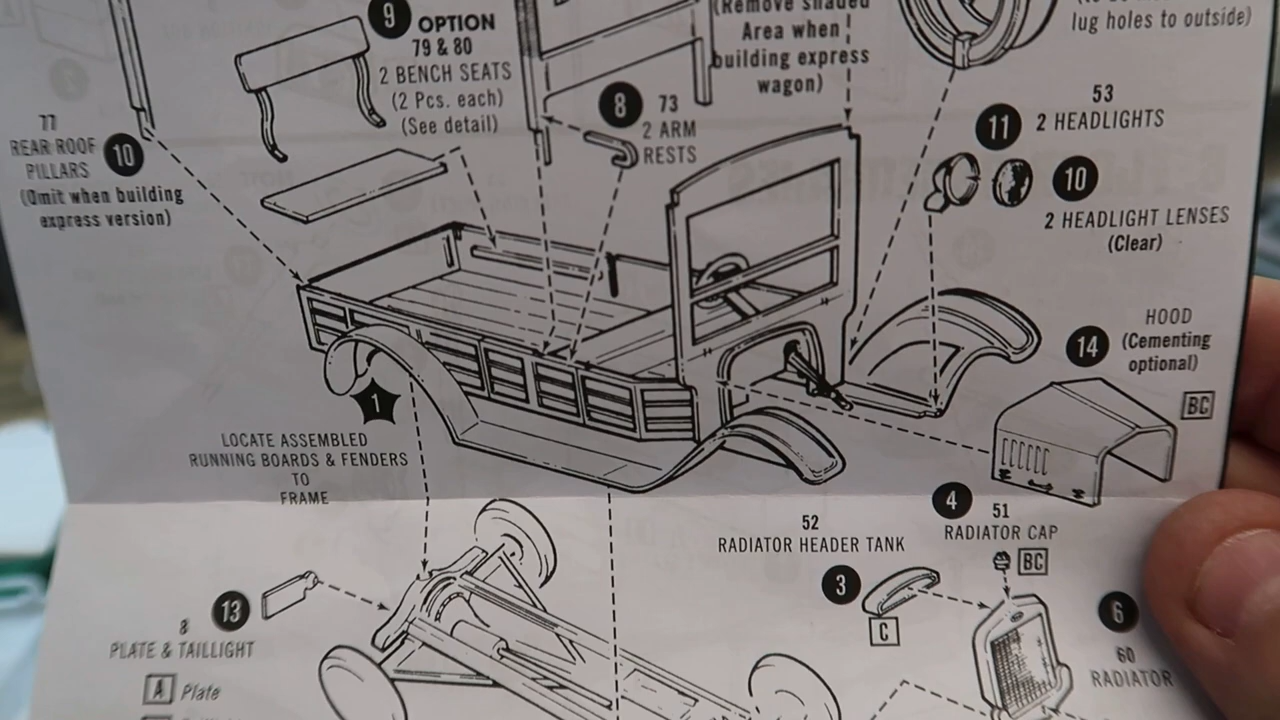 9 OPTION
79 & 80
2 BENCH SEATS
(2 Pcs. each)
(See detail)
(Remove shaded
Area when
building express
wagon)
lug holes to outside)
8 73
2 ARM
RESTS
53
11 2 HEADLIGHTS
10
2 HEADLIGHT LENSES
(Clear)
77
REAR ROOF
PILLARS 10
(Omit when building
express version)
HOOD
14 (Cementing
optional)
BC
1
LOCATE ASSEMBLED
RUNNING BOARDS & FENDERS
TO
FRAME
52
RADIATOR HEADER TANK
3
C
4 51
RADIATOR CAP
BC
6
60
RADIATOR
13
8
PLATE & TAILLIGHT
A Plate